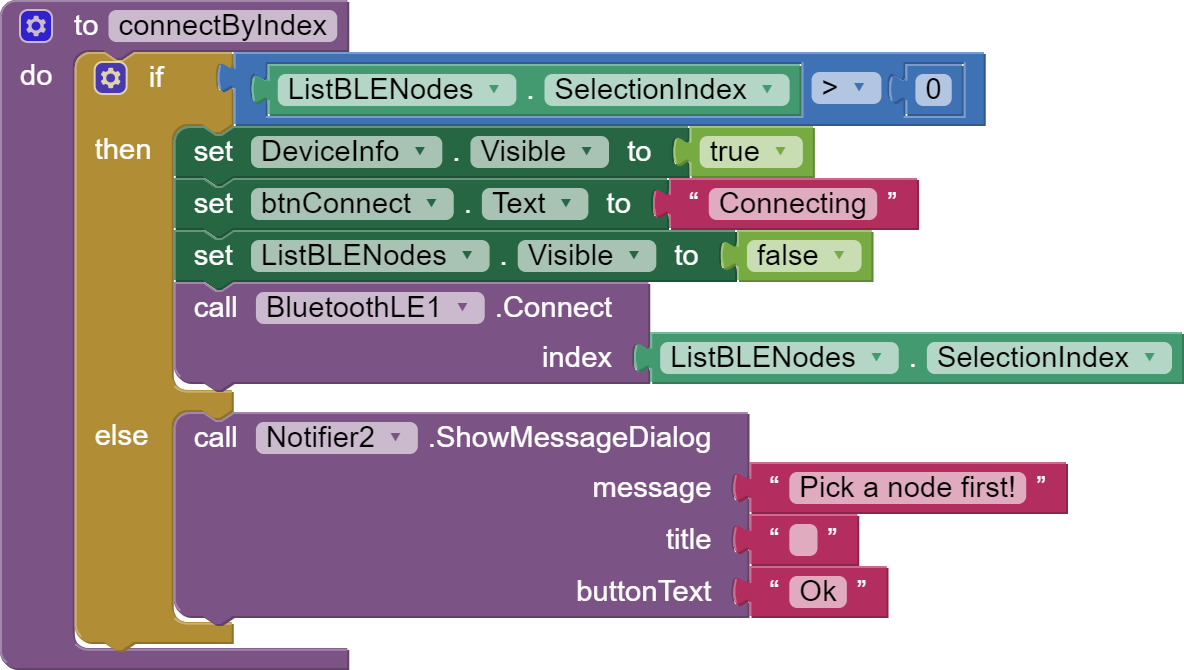 to connectByIndex
do if ListBLENodes . SelectionIndex > 0
then set DeviceInfo . Visible to true
set btnConnect . Text to “ Connecting ”
set ListBLENodes . Visible to false
call BluetoothLE1 .Connect
index ListBLENodes . SelectionIndex
else call Notifier2 .ShowMessageDialog
message “ Pick a node first! ”
title “ ”
buttonText “ Ok ”